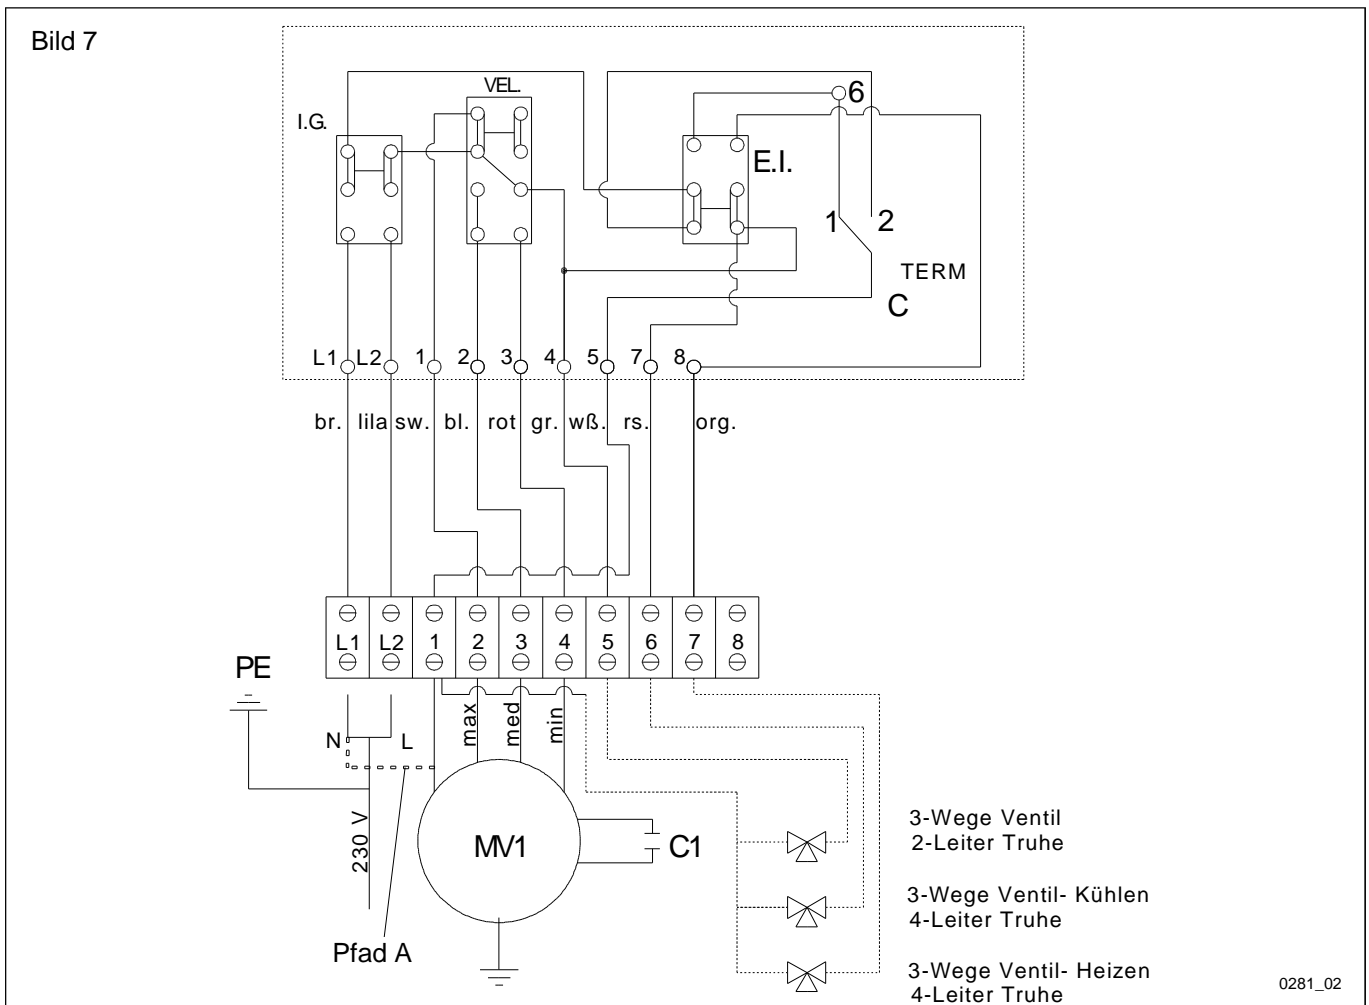 Bild 7
VEL.
I.G.
6
E.I.
1 2
TERM
C
L1 L2 1 2 3 4 5 7 8
br. lila sw. bl. rot gr. wß. rs. org.
L1 L2 1 2 3 4 5 6 7 8
PE
N L
max med min
230 V
MV1
C1
Pfad A
3-Wege Ventil
2-Leiter Truhe
3-Wege Ventil- Kühlen
4-Leiter Truhe
3-Wege Ventil- Heizen
4-Leiter Truhe
0281_02